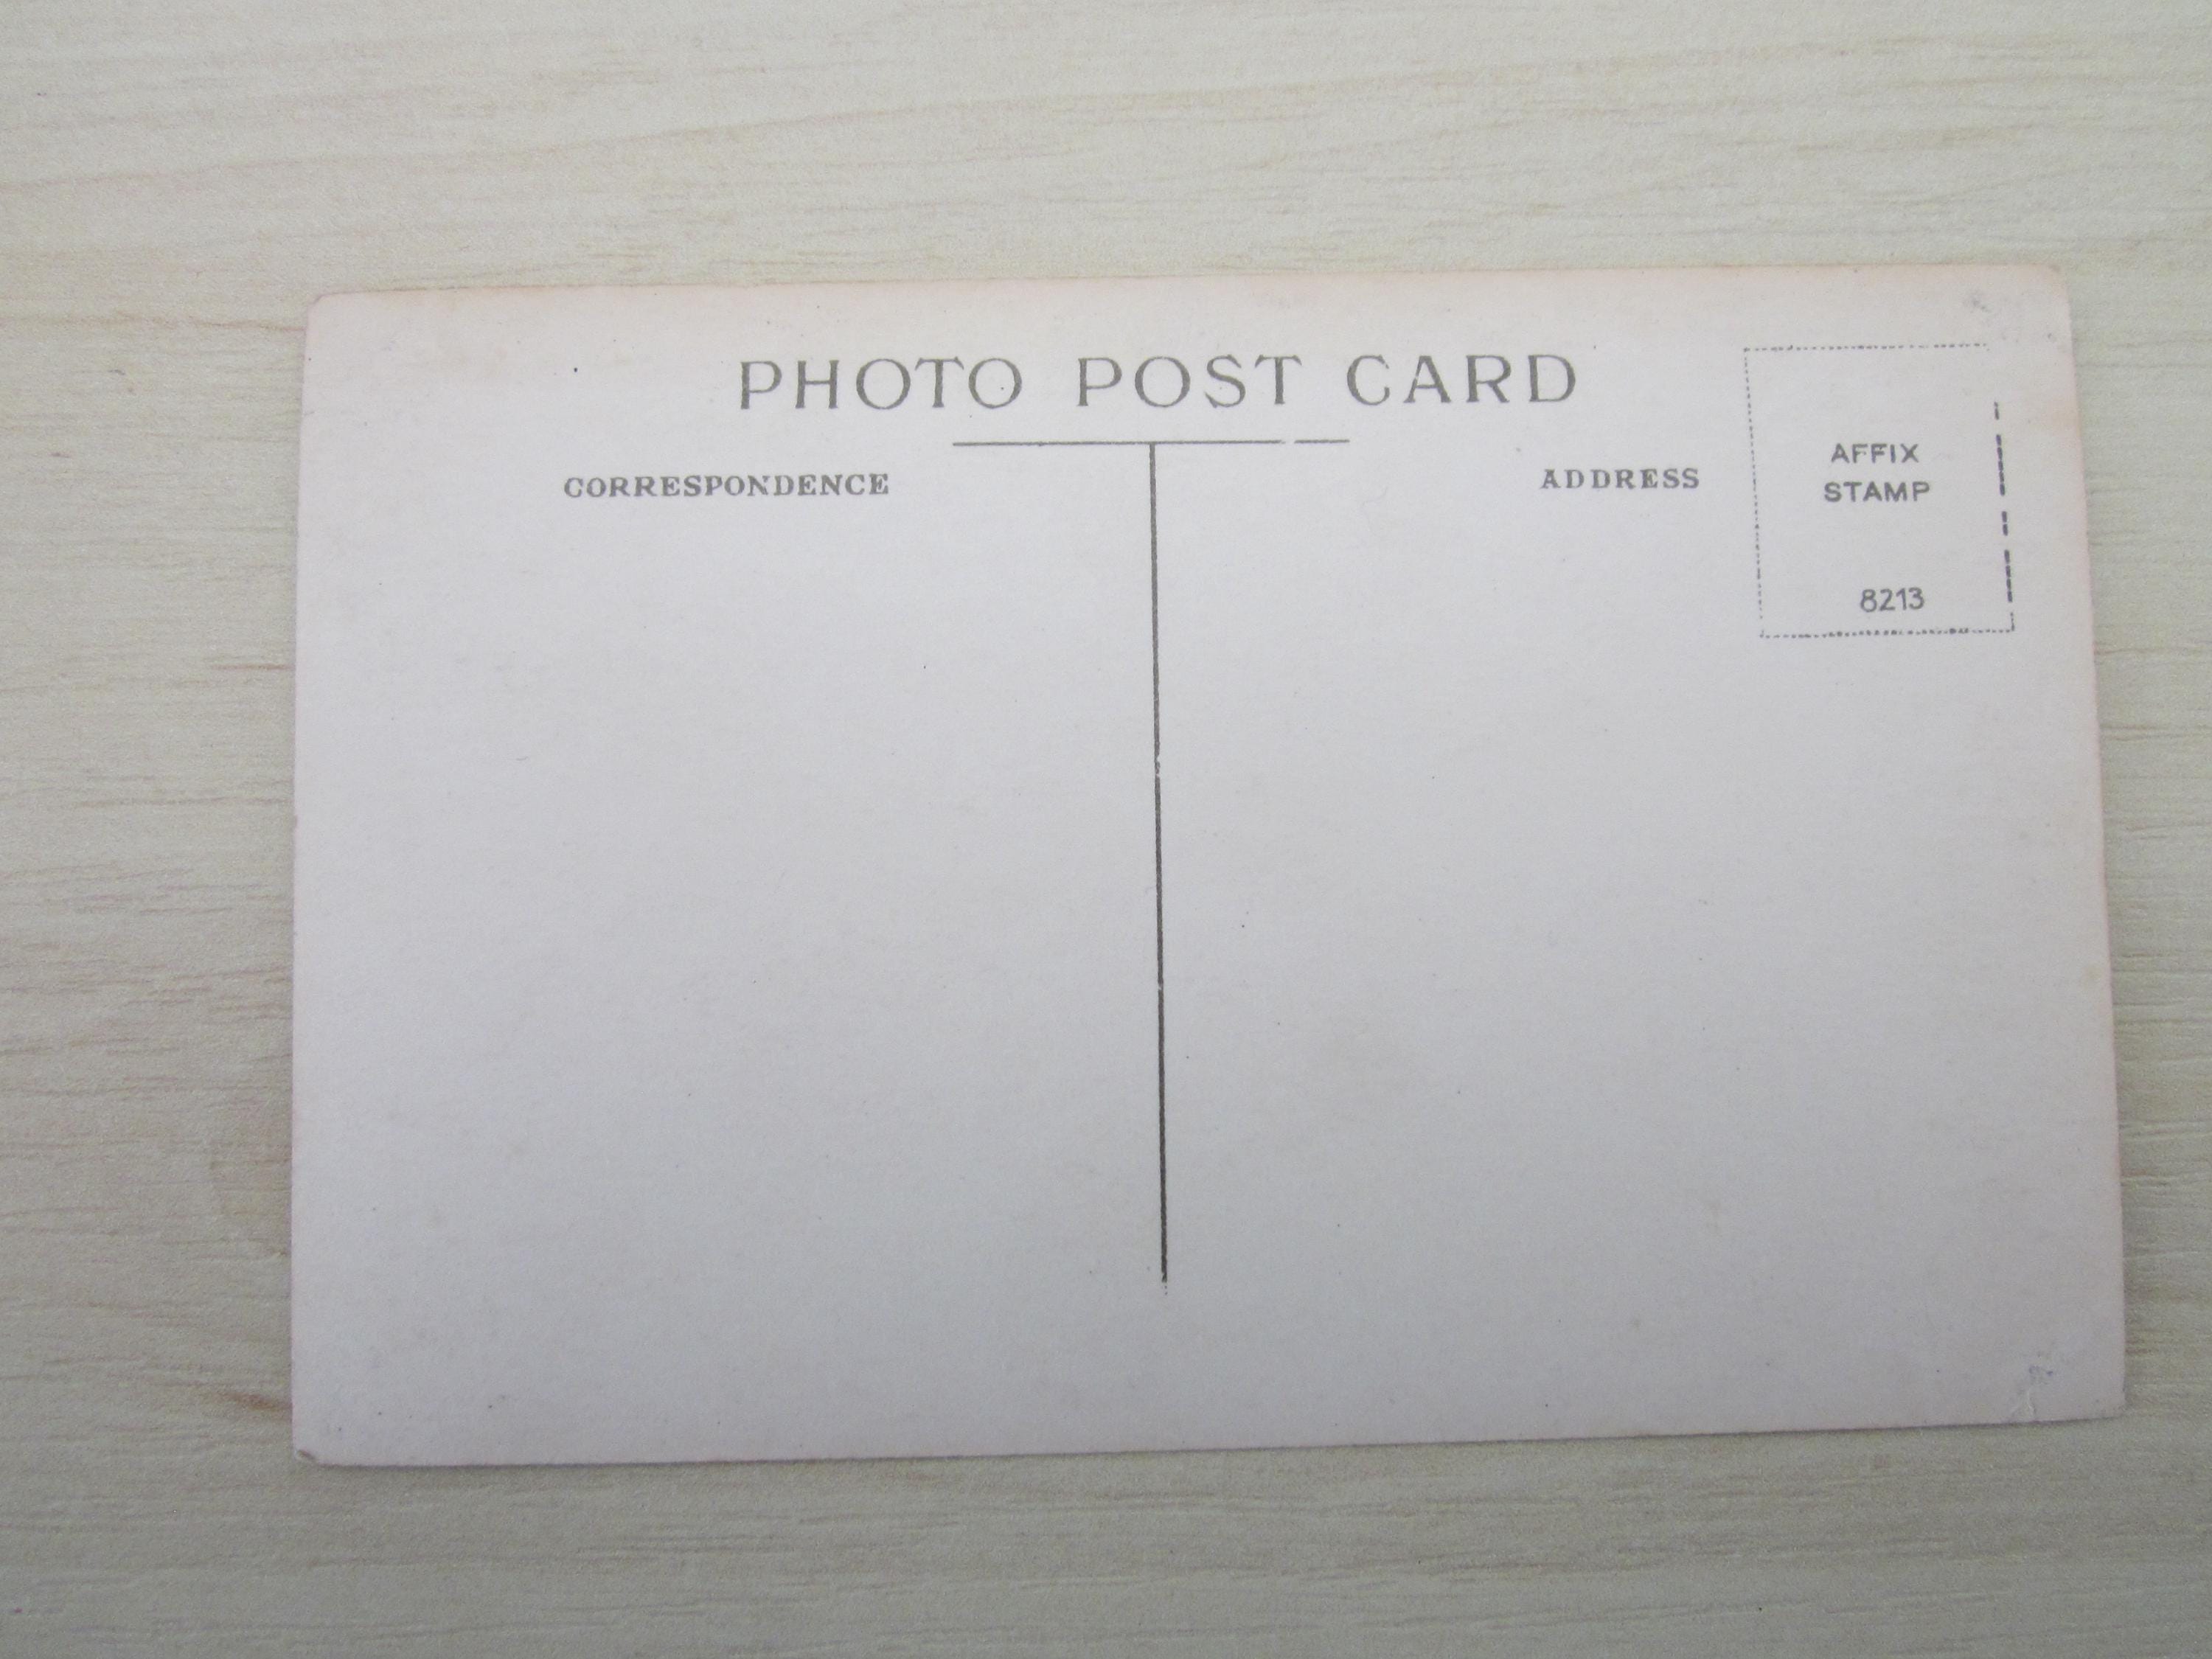 PHOTO POST CARD
CORRESPONDENCE
ADDRESS
AFFIX
STAMP
8213